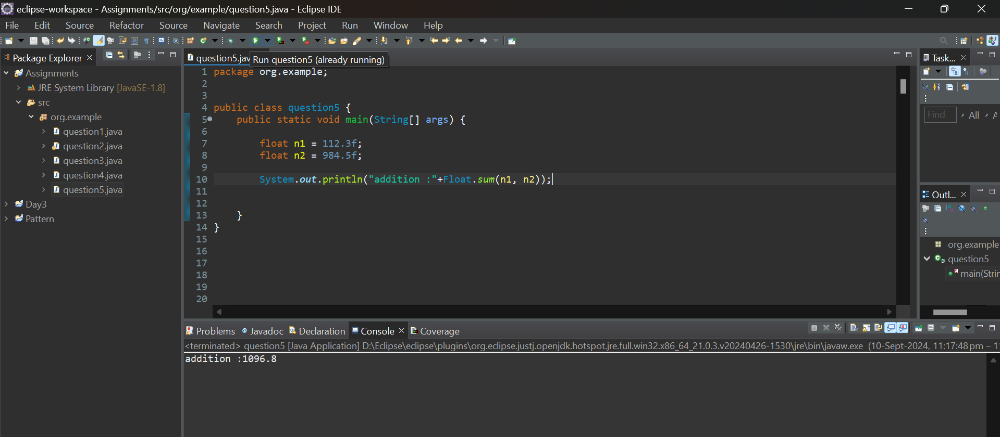 eclipse-workspace - Assignments/src/org/example/question5.java - Eclipse IDE
File Edit Source Refactor Source Navigate Search Project Run Window Help
Package Explorer
Assignments
JRE System Library [JavaSE-1.8]
src
org.example
question1.java
question2.java
question3.java
question4.java
question5.java
Day3
Pattern
question5.jav
Run question5 (already running)
1 package org.example;
2
3
4 public class question5 {
5 public static void main(String[] args) {
6
7 float n1 = 112.3f;
8 float n2 = 984.5f;
9
10 System.out.println("addition :"+Float.sum(n1, n2));
11
12
13 }
14 }
15
16
17
18
19
20
Task...
Find All A
Outl...
org.example
question5
main(Strin
Problems Javadoc Declaration Console Coverage
<terminated> question5 [Java Application] D:\Eclipse\eclipse\plugins\org.eclipse.justj.openjdk.hotspot.jre.full.win32.x86_64_21.0.3.v20240426-1530\jre\bin\javaw.exe (10-Sept-2024, 11:17:48 pm – 1
addition :1096.8